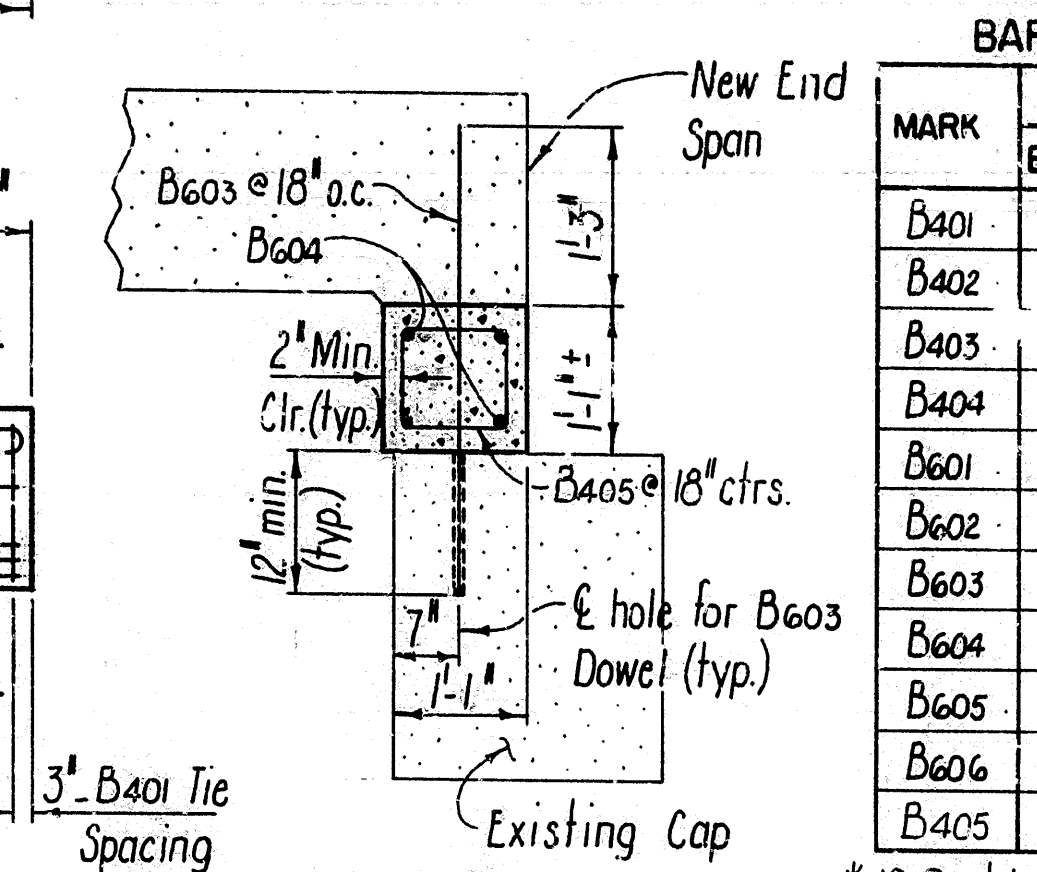 New End
Span
B603 @ 18" o.c.
B604
1'-3"
2" Min.
Clr. (typ.)
1'-1" ±
B405 @ 18" ctrs.
12" min.
(typ.)
7"
1'-1"
℄ hole for B603
Dowel (typ.)
Existing Cap
3" - B401 Tie
Spacing
MARK
B401
B402
B403
B404
B601
B602
B603
B604
B605
B606
B405